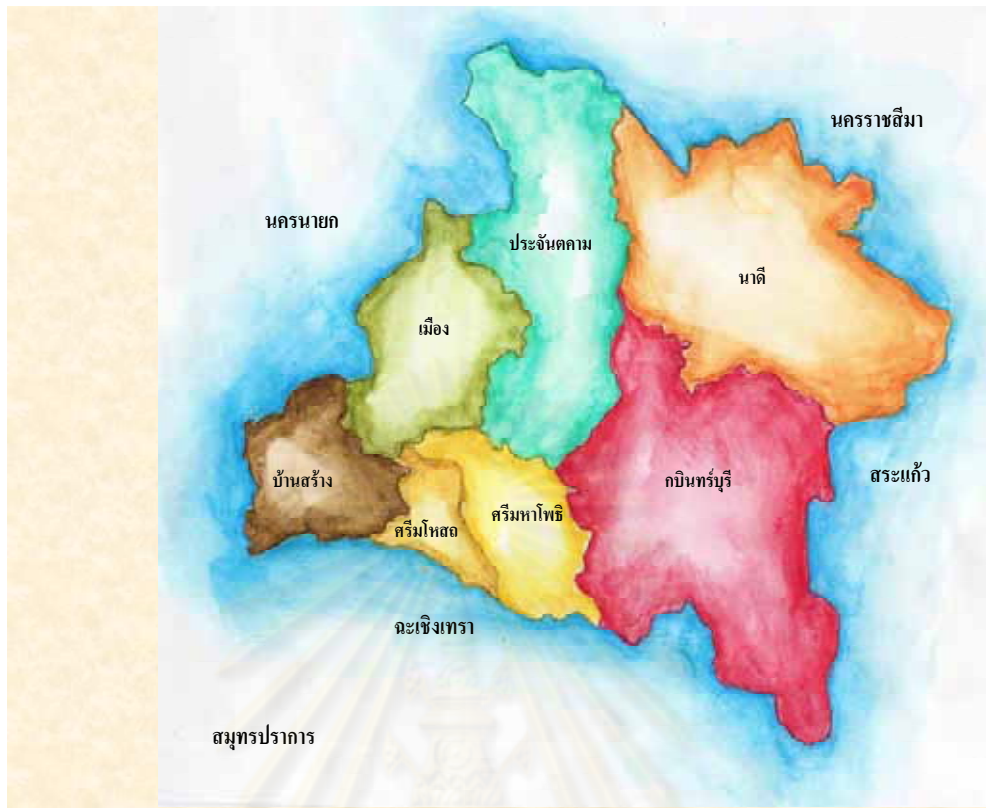 นครราชสีมา
นครนายก
ประจันตคาม
นาดี
เมือง
บ้านสร้าง
กบินทร์บุรี
สระแก้ว
ศรีมหาโพธิ
ศรีมโหสถ
ฉะเชิงเทรา
สมุทรปราการ